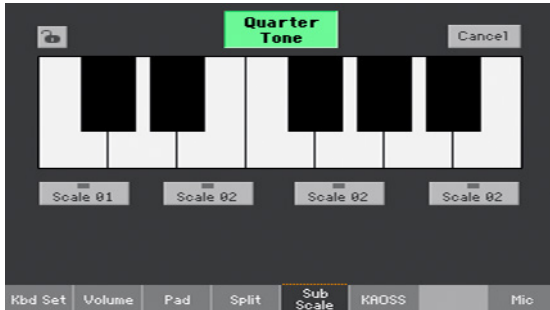 Quarter
Tone
Cancel
Scale 01
Scale 02
Scale 02
Scale 02
Kbd Set
Volume
Pad
Split
Sub
Scale
KAOSS
Mic